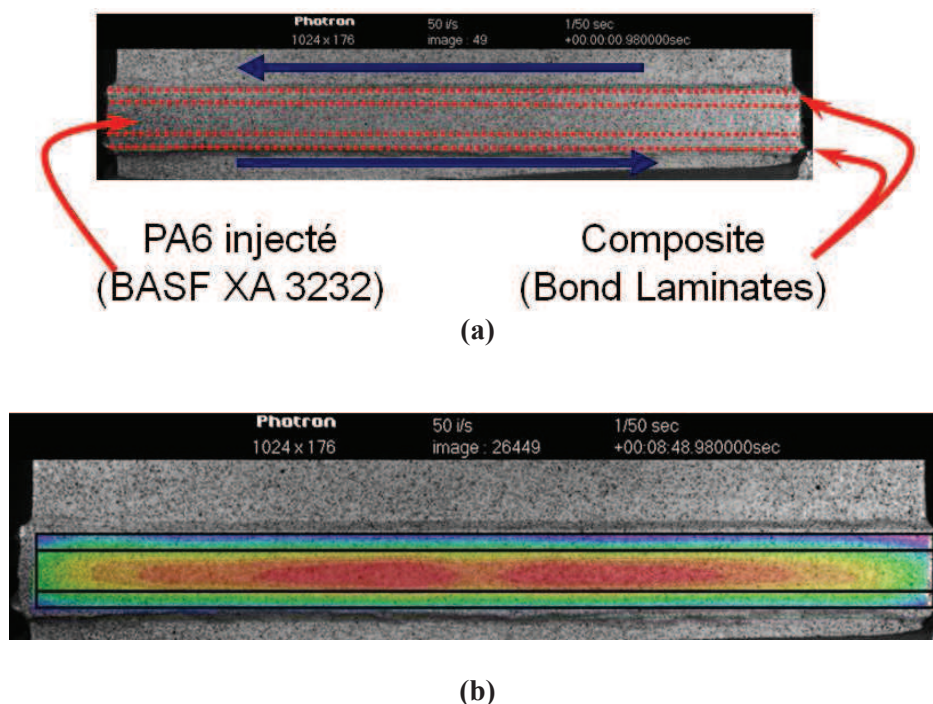 Photron 50 i/s 1/50 sec
1024 x 176 image : 49 +00:00:00.980000sec
PA6 injecté
(BASF XA 3232)
Composite
(Bond Laminates)
(a)
Photron 50 i/s 1/50 sec
1024 x 176 image : 26449 +00:08:48.980000sec
(b)